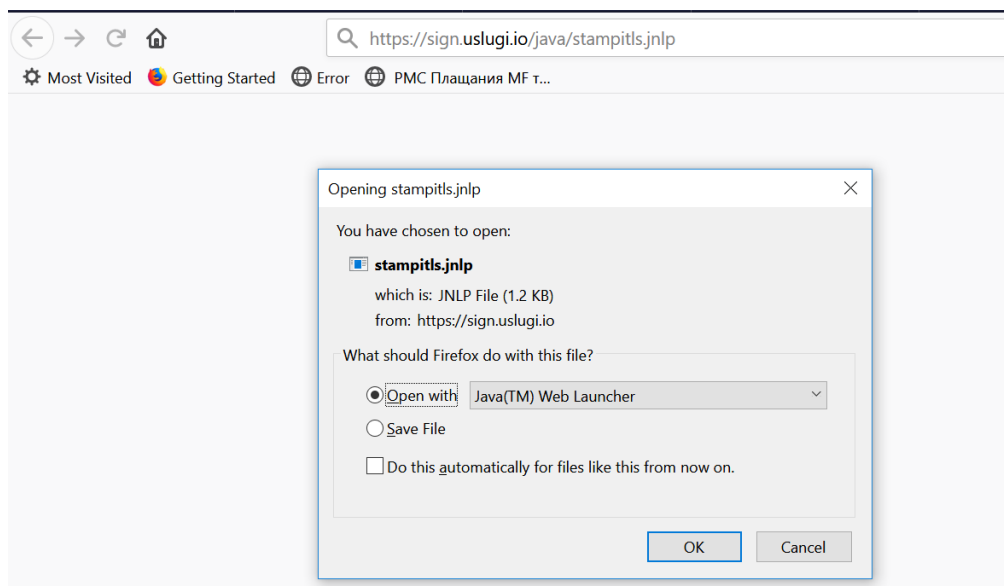 https://sign.uslugi.io/java/stampitls.jnlp
Most Visited Getting Started Error РМС Плащания MF т...
Opening stampitls.jnlp
You have chosen to open:
stampitls.jnlp
which is: JNLP File (1.2 KB)
from: https://sign.uslugi.io
What should Firefox do with this file?
Open with Java(TM) Web Launcher
Save File
Do this automatically for files like this from now on.
OK Cancel